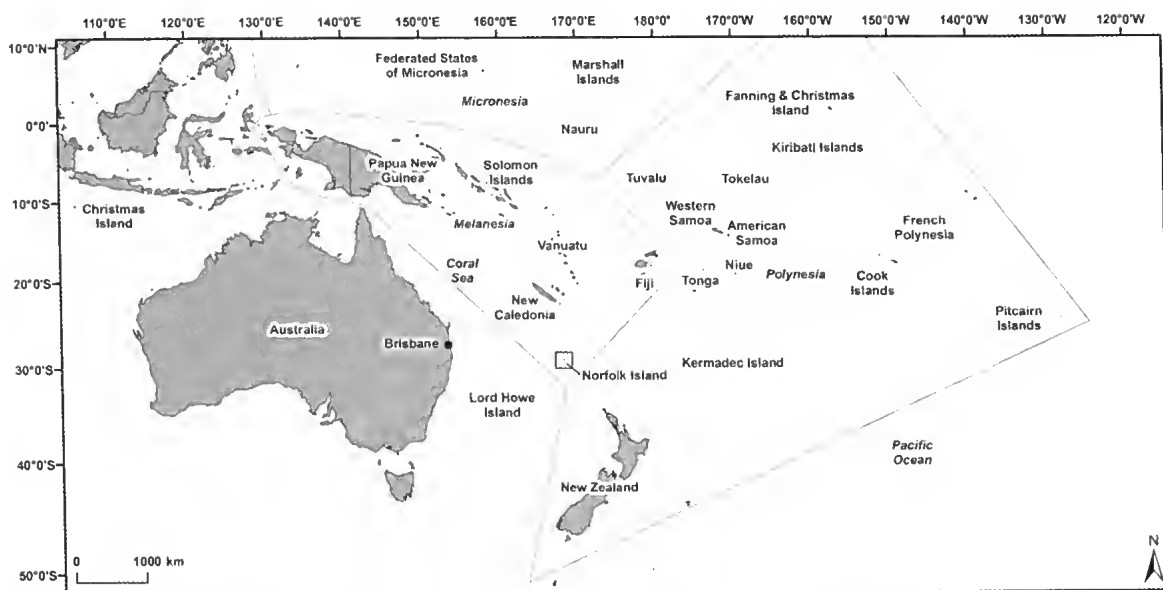 110°0'E 120°0'E 130°0'E 140°0'E 150°0'E 160°0'E 170°0'E 180°0' 170°0'W 160°0'W 150°0'W 140°0'W 130°0'W 120°0'W
10°0'N
0°0'
10°0'S
20°0'S
30°0'S
40°0'S
50°0'S
Federated States
of Micronesia
Marshall
Islands
Micronesia
Fanning & Christmas
Island
Nauru
Kiribati Islands
Papua New
Guinea
Solomon
Islands
Tuvalu
Tokelau
Christmas
Island
Melanesia
Western
Samoa
American
Samoa
French
Polynesia
Vanuatu
Coral
Sea
Niue
Polynesia
Fiji
Tonga
Cook
Islands
New
Caledonia
Pitcairn
Islands
Australia
Brisbane
Norfolk Island
Kermadec Island
Lord Howe
Island
Pacific
Ocean
New Zealand
0 1000 km
N